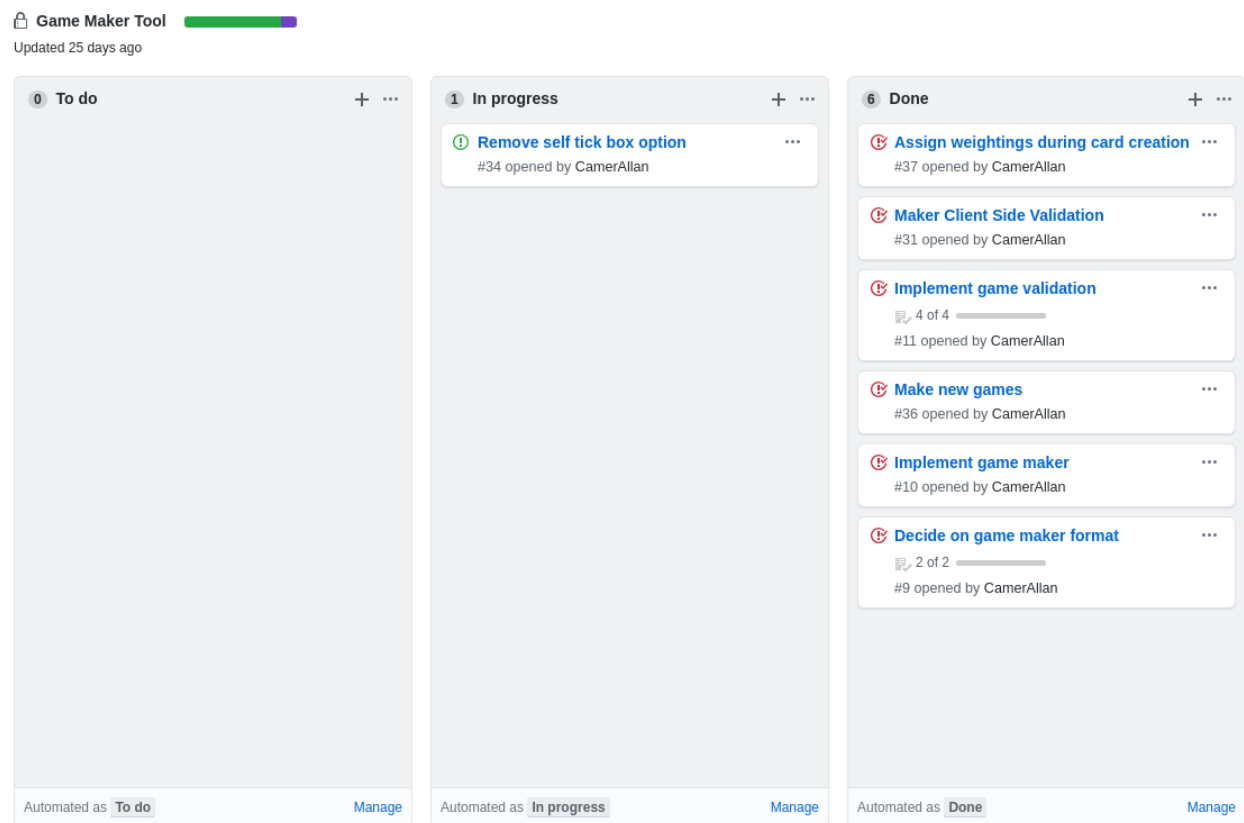 Game Maker Tool
Updated 25 days ago
0 To do
Automated as To do Manage
1 In progress
Remove self tick box option
#34 opened by CamerAllan
Automated as In progress Manage
6 Done
Assign weightings during card creation
#37 opened by CamerAllan
Maker Client Side Validation
#31 opened by CamerAllan
Implement game validation
4 of 4
#11 opened by CamerAllan
Make new games
#36 opened by CamerAllan
Implement game maker
#10 opened by CamerAllan
Decide on game maker format
2 of 2
#9 opened by CamerAllan
Automated as Done Manage